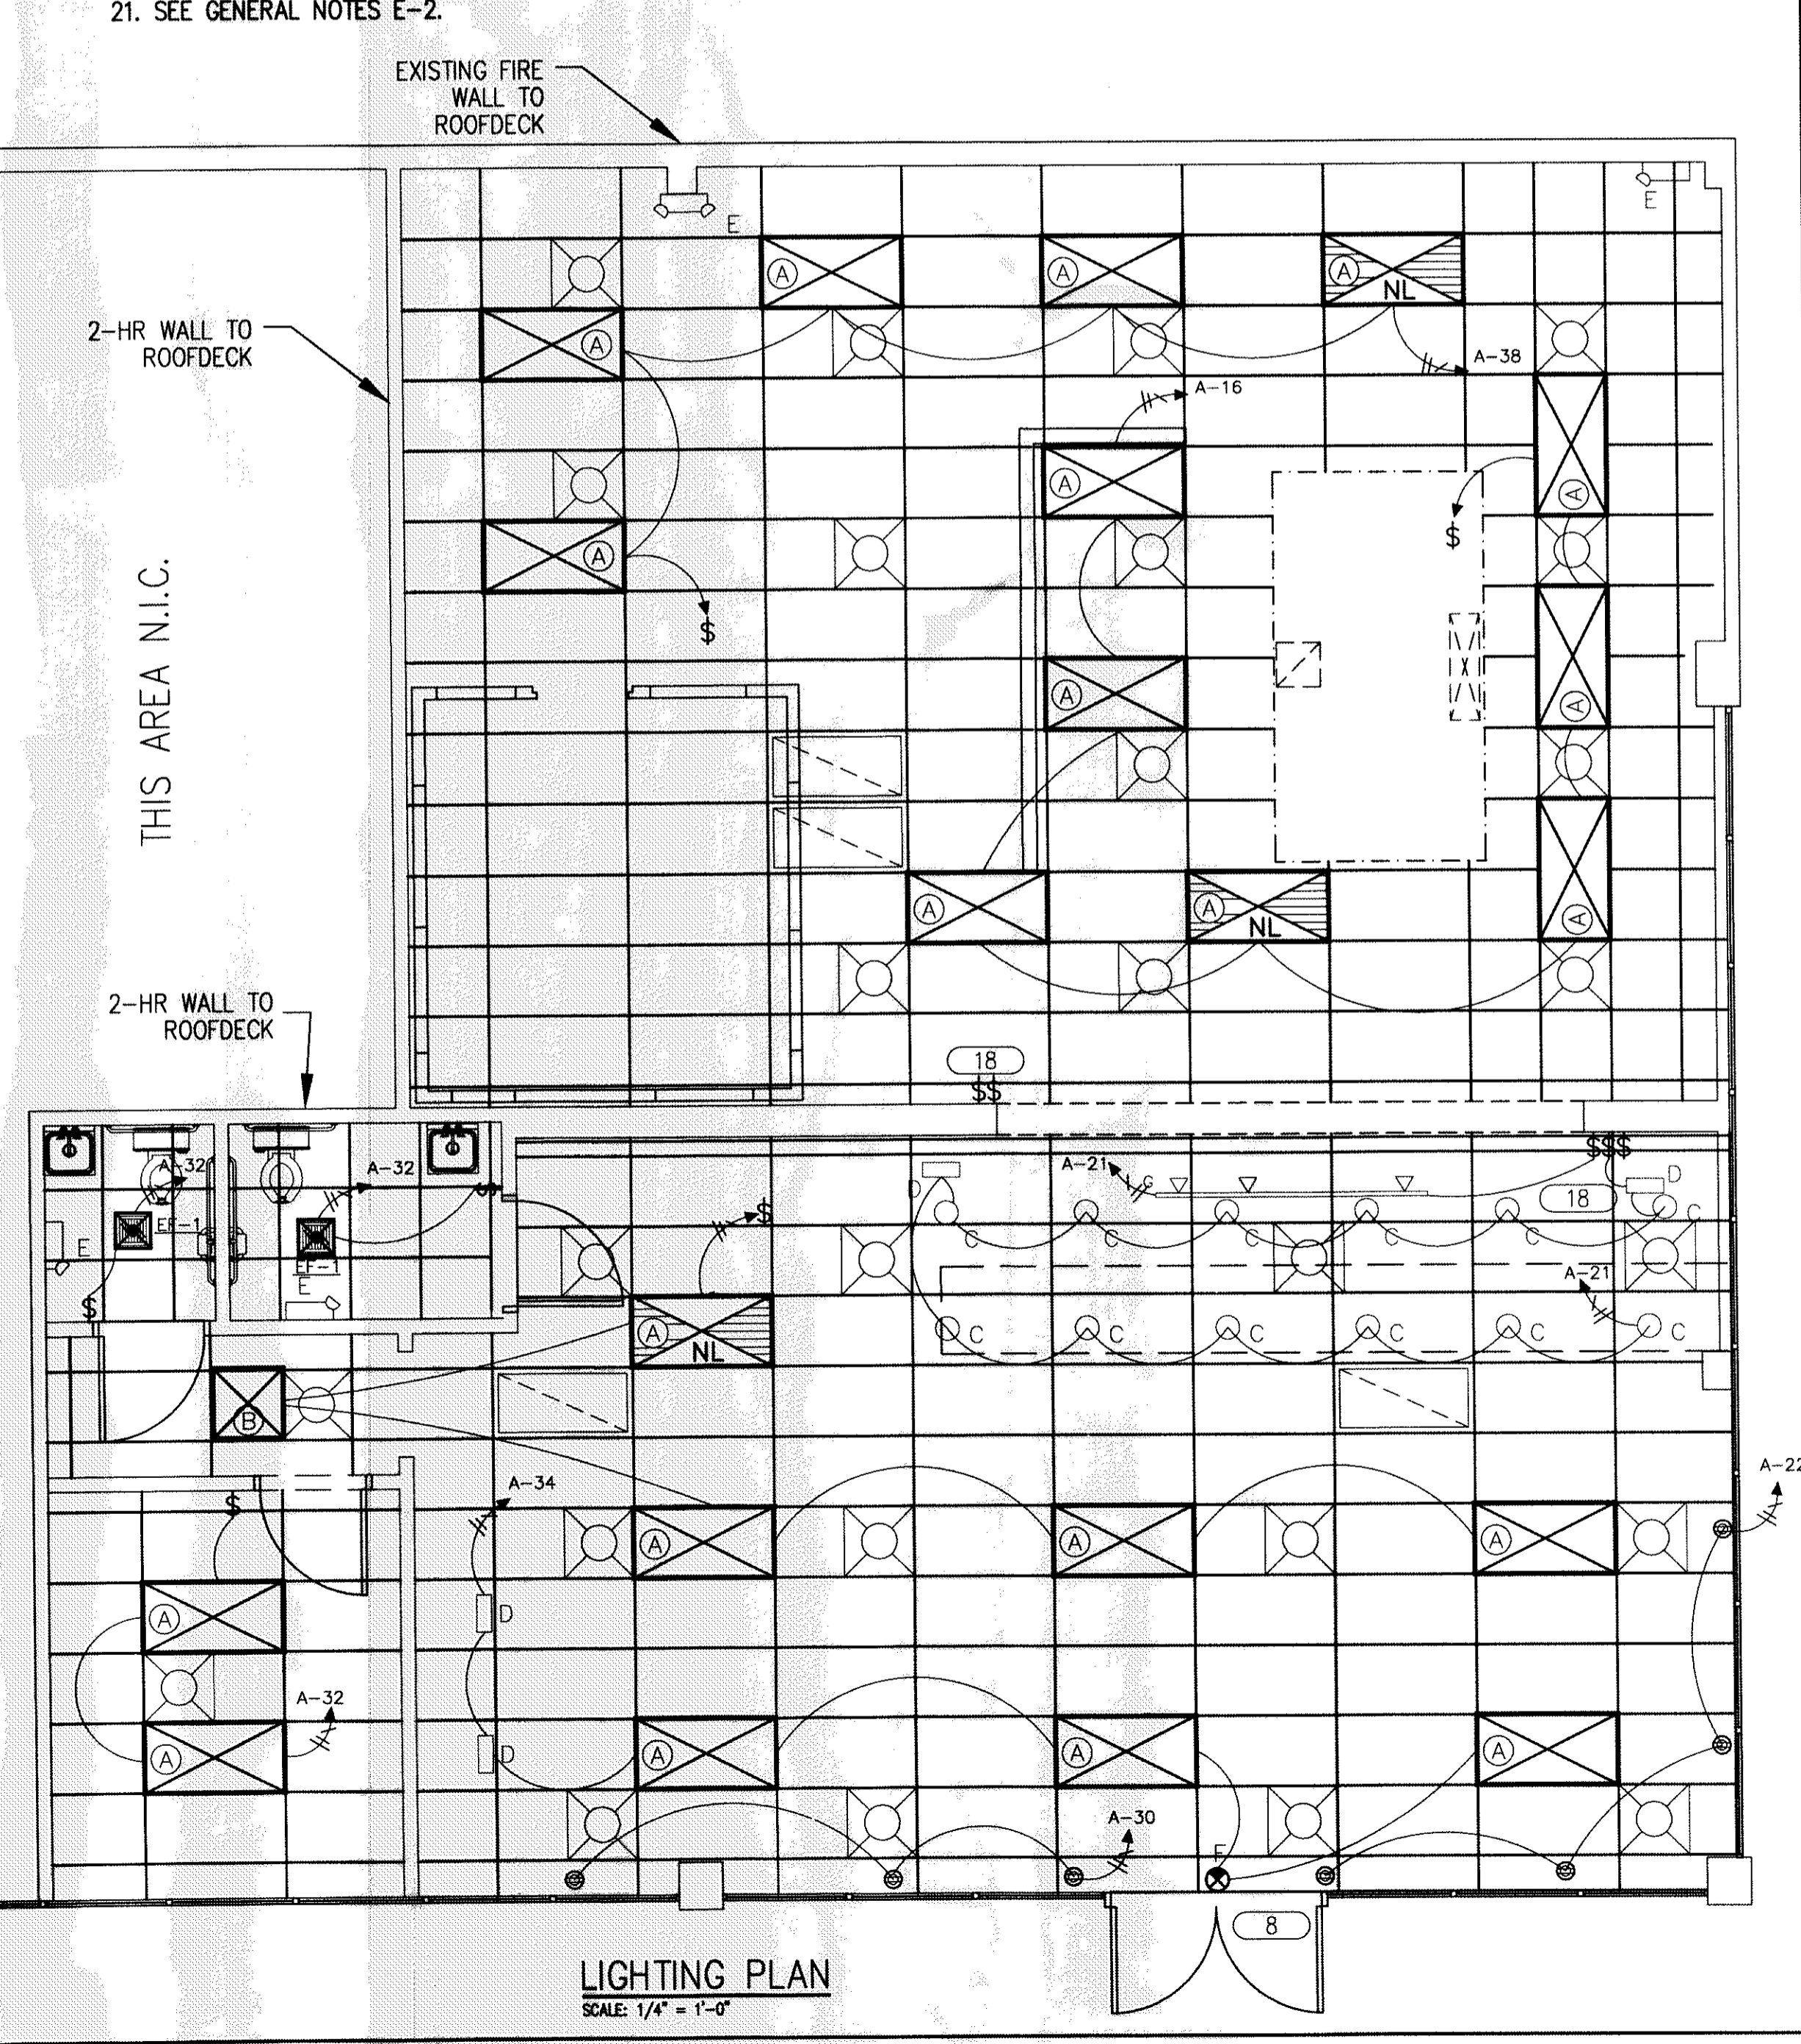 21. SEE GENERAL NOTES E-2.
EXISTING FIRE
WALL TO
ROOFDECK
E
E
A
A
A
NL
2-HR WALL TO
ROOFDECK
A
A-38
A-16
A
A
$
A
A
$
THIS AREA N.I.C.
A
A
A
A
NL
A
2-HR WALL TO
ROOFDECK
18
$$
$$$
A-32
A-32
A-21
G
D
D
18
$
EF-1
E
EF-1
E
C
C
C
C
C
C
A-21
$
A
NL
C
C
C
C
C
C
B
A-34
A-22
$
A
A
A
A
D
A-32
A
D
A
A
A
A-30
F
8
LIGHTING PLAN
SCALE: 1/4" = 1'-0"